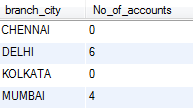 branch_city No_of_accounts
CHENNAI 0
DELHI 6
KOLKATA 0
MUMBAI 4